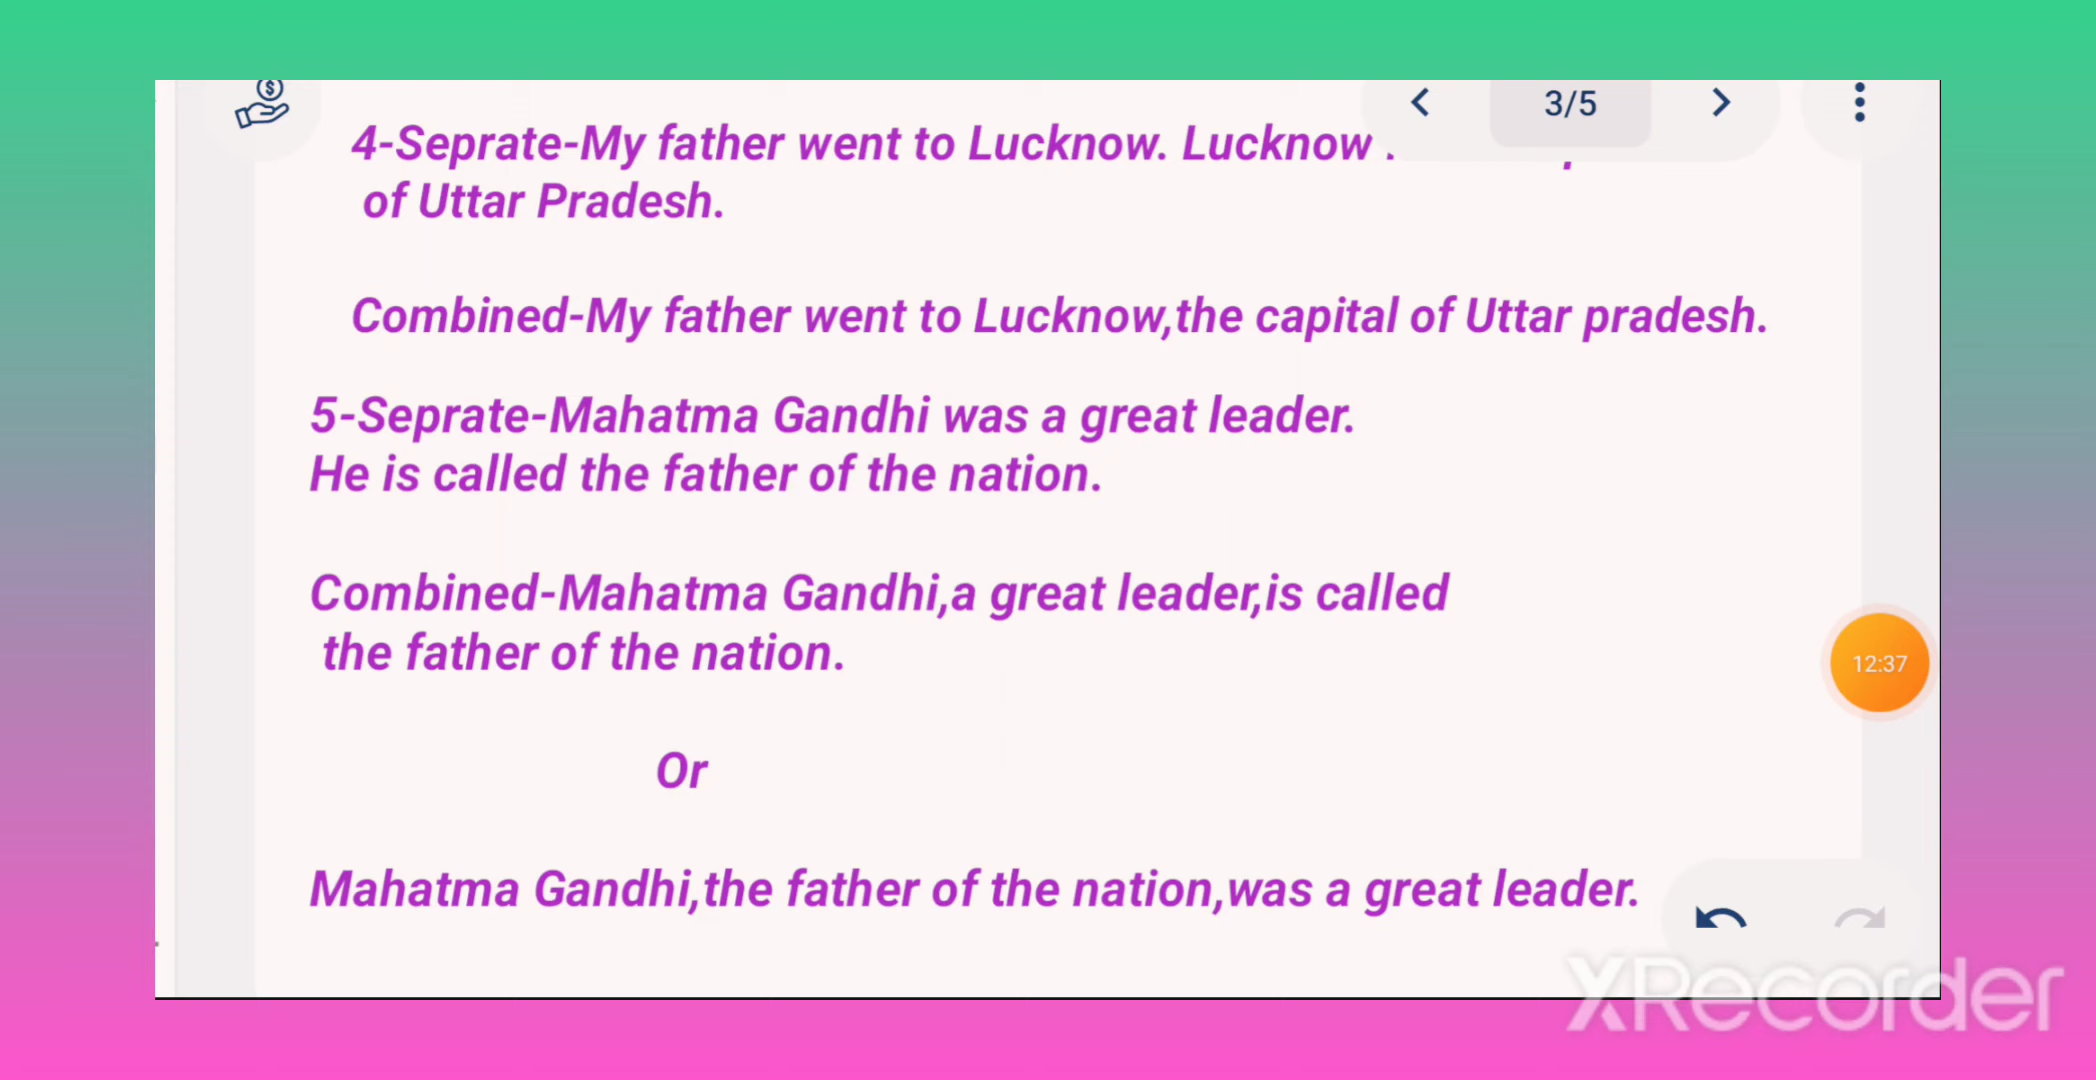 3/5
4-Seprate-My father went to Lucknow. Lucknow
of Uttar Pradesh.
Combined-My father went to Lucknow,the capital of Uttar pradesh.
5-Seprate-Mahatma Gandhi was a great leader.
He is called the father of the nation.
Combined-Mahatma Gandhi,a great leader,is called
the father of the nation.
12:37
Or
Mahatma Gandhi,the father of the nation,was a great leader.
XRecorder